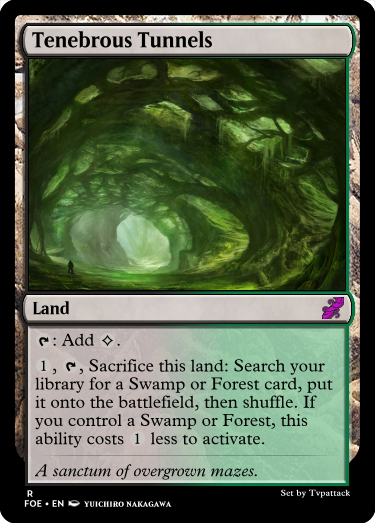 Tenebrous Tunnels
Land
: Add .
1, , Sacrifice this land: Search your
library for a Swamp or Forest card, put
it onto the battlefield, then shuffle. If
you control a Swamp or Forest, this
ability costs 1 less to activate.
A sanctum of overgrown mazes.
R
Set by Tvpattack
FOE • EN YUICHIRO NAKAGAWA